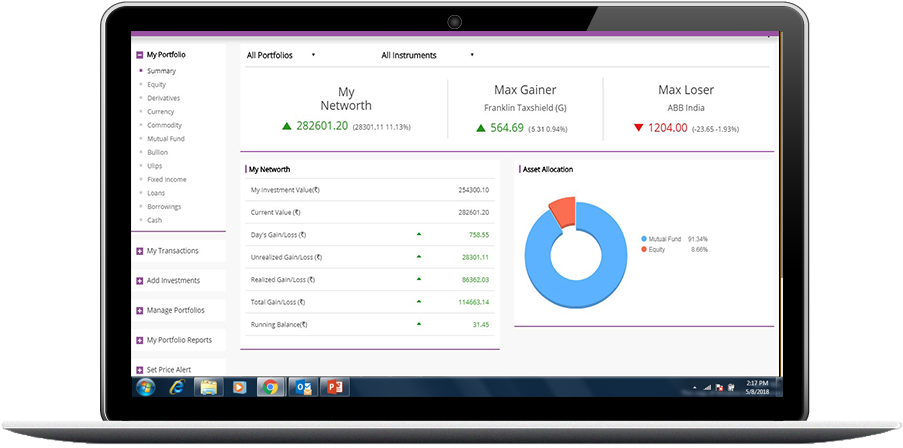 My Portfolio
Summary
Equity
Derivatives
Currency
Commodity
Mutual Fund
Bullion
Ulips
Fixed Income
Loans
Borrowings
Cash
My Transactions
Add Investments
Manage Portfolios
My Portfolio Reports
Set Price Alert
All Portfolios
All Instruments
My
Networth
282601.20 (28301.11 11.13%)
Max Gainer
Franklin Taxshield (G)
564.69 (5.31 0.94%)
Max Loser
ABB India
1204.00 (-23.65 -1.93%)
My Networth
My Investment Value(₹) 254300.10
Current Value (₹) 282601.20
Day's Gain/Loss (₹) 758.55
Unrealized Gain/Loss (₹) 28301.11
Realized Gain/Loss (₹) 86362.03
Total Gain/Loss (₹) 114663.14
Running Balance(₹) 31.45
Asset Allocation
Mutual Fund 91.34%
Equity 8.66%
2:17 PM
5/8/2018